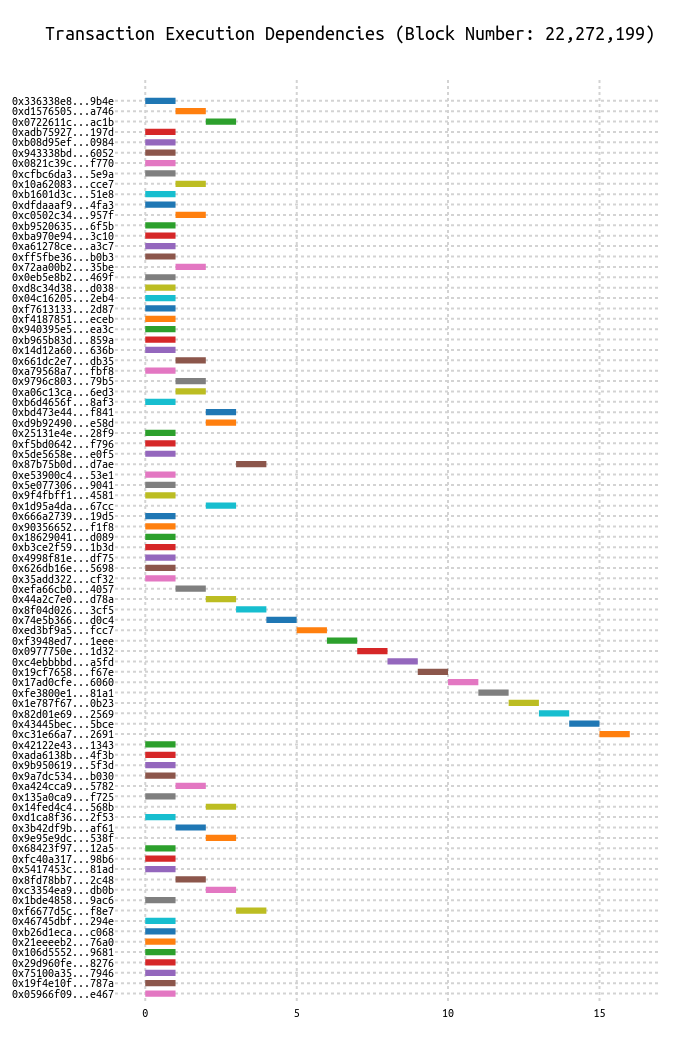 Transaction Execution Dependencies (Block Number: 22,272,199)
0x336338e8...9b4e
0xd1576505...a746
0x0722611c...ac1b
0xadb75927...197d
0xb08d95ef...0984
0x943338bd...6052
0x0821c39c...f770
0xcfbc6da3...5e9a
0x10a62083...cce7
0xb1601d3c...51e8
0xdfdaaaf9...4fa3
0xc0502c34...957f
0xb9520635...6f5b
0xba970e94...3c10
0xa61278ce...a3c7
0xff5fbe36...b0b3
0x72aa00b2...35be
0x0eb5e8b2...469f
0xd8c34d38...d038
0x04c16205...2eb4
0xf7613133...2d87
0xf4187851...eceb
0x940395e5...ea3c
0xb965b83d...859a
0x14d12a60...636b
0x661dc2e7...db35
0xa79568a7...fbf8
0x9796c803...79b5
0xa06c13ca...6ed3
0xb6d4656f...8af3
0xbd473e44...f841
0xd9b92490...e58d
0x25131e4e...28f9
0xf5bd0642...f796
0x5de5658e...e0f5
0x87b75b0d...d7ae
0xe53900c4...53e1
0x5e077306...9041
0x9f4fbff1...4581
0x1d95a4da...67cc
0x666a2739...19d5
0x90356652...f1f8
0x18629041...d089
0xb3ce2f59...1b3d
0x4998f81e...df75
0x626db16e...5698
0x35add322...cf32
0xefa66cb0...4057
0x44a2c7e0...d78a
0x8f04d026...3cf5
0x74e5b366...d0c4
0xed3bf9a5...fcc7
0xf3948ed7...1eee
0x0977750e...1d32
0xc4ebbbbd...a5fd
0x19cf7658...f67e
0x17ad0cfe...6060
0xfe3800e1...81a1
0x1e787f67...0b23
0x82d01e69...2569
0x43445bec...5bce
0xc31e66a7...2691
0x42122e43...1343
0xada6138b...4f3b
0x9b950619...5f3d
0x9a7dc534...b030
0xa424cca9...5782
0x135a0ca9...f725
0x14fed4c4...568b
0xd1ca8f36...2f53
0x3b42df9b...af61
0x9e95e9dc...538f
0x68423f97...12a5
0xfc40a317...98b6
0x5417453c...81ad
0x8fd78bb7...2c48
0xc3354ea9...db0b
0x1bde4858...9ac6
0xf6677d5c...f8e7
0x46745dbf...294e
0xb26d1eca...c068
0x21eeeeb2...76a0
0x106d5552...9681
0x29d960fe...8276
0x75100a35...7946
0x19f4e10f...787a
0x05966f09...e467
0 5 10 15